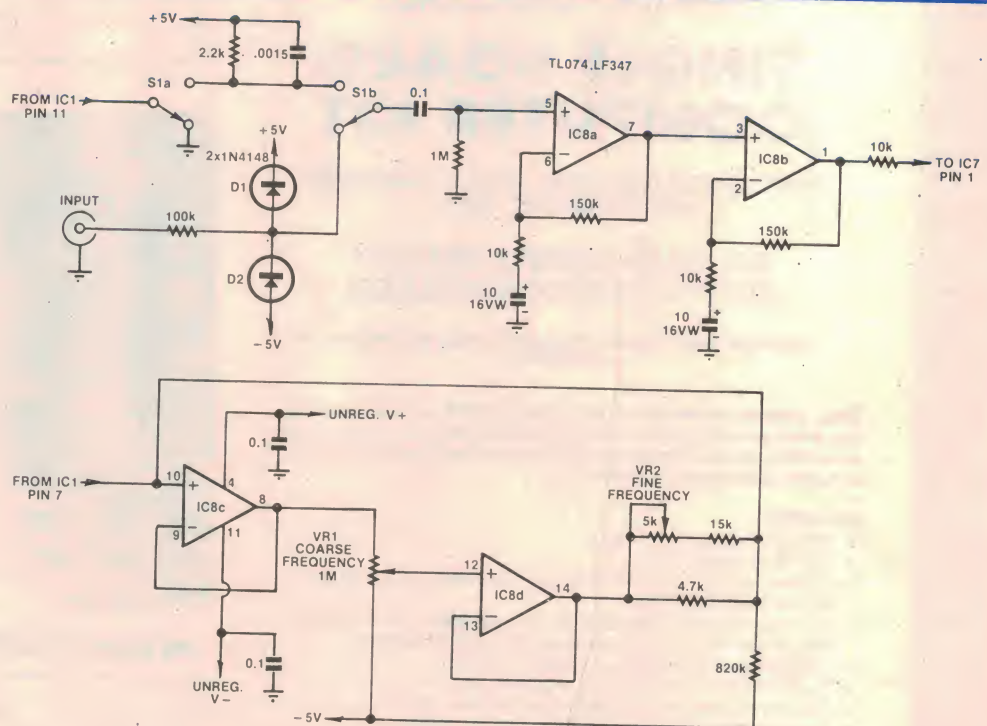 +5V
2.2k
.0015
TL074,LF347
S1a
S1b
FROM IC1
PIN 11
0.1
5
+
IC8a
7
6
−
1M
3
+
IC8b
1
2
−
10k
TO IC7
PIN 1
+5V
2x1N4148
D1
INPUT
100k
150k
150k
10k
10k
D2
10
16VW
+
-
10
16VW
+
-
−5V
UNREG. V+
0.1
FROM IC1
PIN 7
10
+
4
IC8c
8
9
−
11
VR1
COARSE
FREQUENCY
1M
VR2
FINE
FREQUENCY
5k
15k
12
+
IC8d
14
13
−
4.7k
0.1
820k
UNREG.
V−
−5V